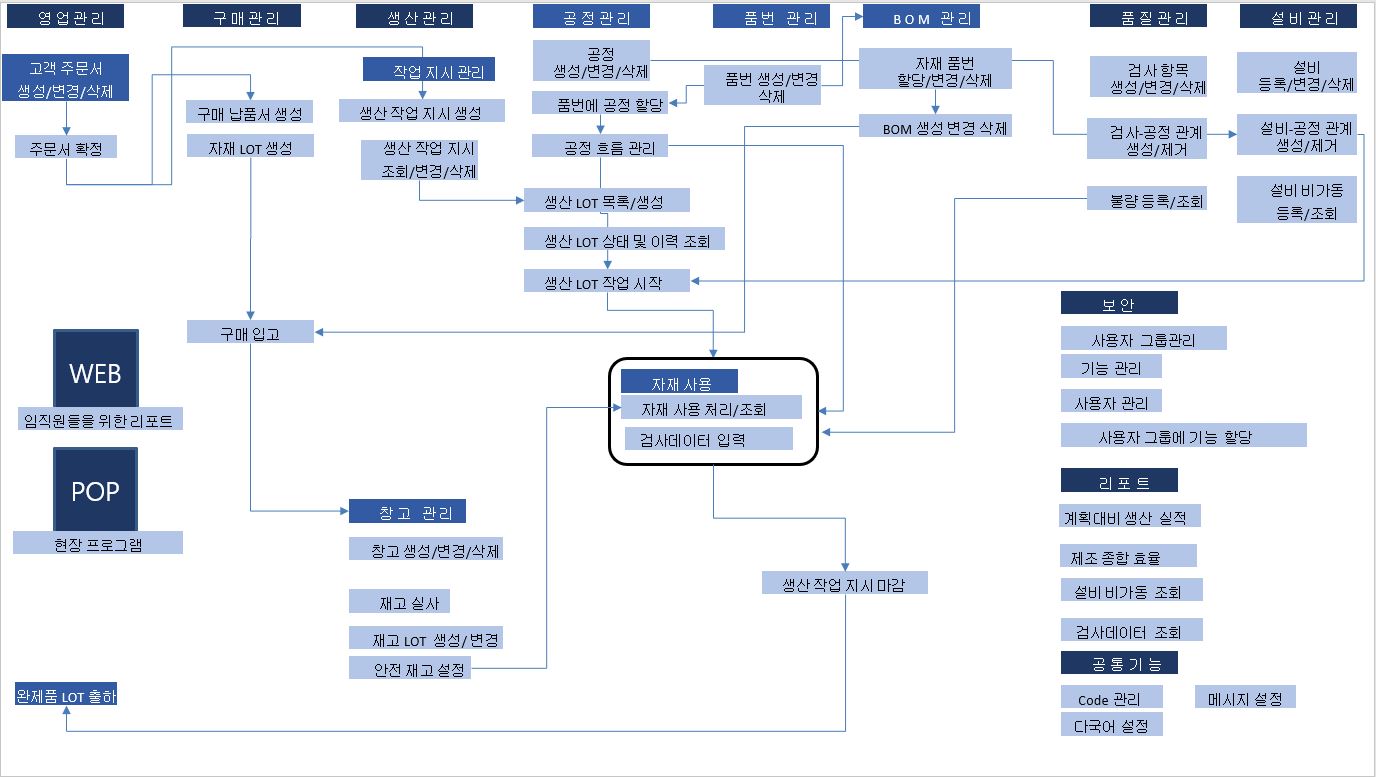 영업관리
구매관리
생산관리
공정관리
품번 관리
BOM 관리
품질관리
설비관리
고객 주문서
생성/변경/삭제
주문서 확정
구매 납품서 생성
자재 LOT 생성
구매 입고
작업 지시 관리
생산 작업 지시 생성
생산 작업 지시
조회/변경/삭제
공정
생성/변경/삭제
품번에 공정 할당
공정 흐름 관리
생산 LOT 목록/생성
생산 LOT 상태 및 이력 조회
생산 LOT 작업 시작
품번 생성/변경
삭제
자재 품번
할당/변경/삭제
BOM 생성 변경 삭제
검사 항목
생성/변경/삭제
검사-공정 관계
생성/제거
불량 등록/조회
설비
등록/변경/삭제
설비-공정 관계
생성/제거
설비 비가동
등록/조회
WEB
임직원들을 위한 리포트
POP
현장 프로그램
자재 사용
자재 사용 처리/조회
검사데이터 입력
창고 관리
창고 생성/변경/삭제
재고 실사
재고 LOT 생성/ 변경
안전 재고 설정
생산 작업 지시 마감
완제품 LOT 출하
보안
사용자 그룹관리
기능 관리
사용자 관리
사용자 그룹에 기능 할당
리포트
계획대비 생산 실적
제조 종합 효율
설비 비가동 조회
검사데이터 조회
공통기능
Code 관리
메시지 설정
다국어 설정